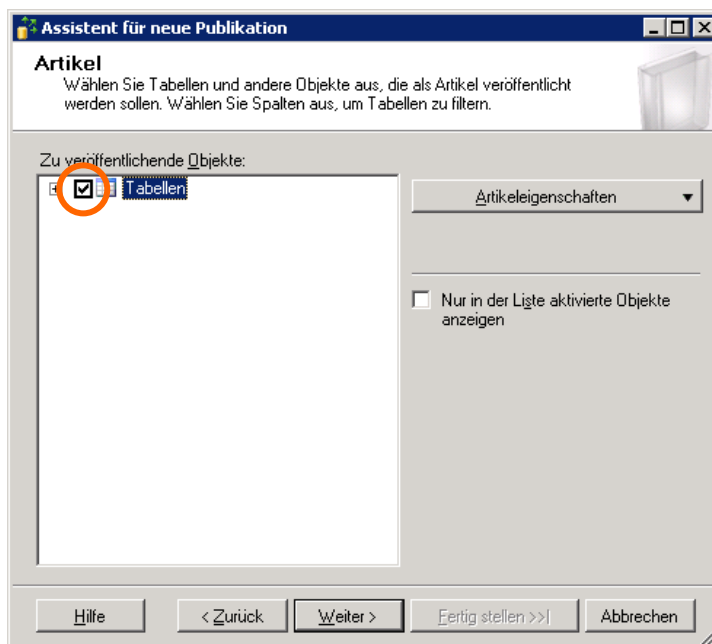 Assistent für neue Publikation
Artikel
Wählen Sie Tabellen und andere Objekte aus, die als Artikel veröffentlicht
werden sollen. Wählen Sie Spalten aus, um Tabellen zu filtern.
Zu veröffentlichende Objekte:
Tabellen
Artikeleigenschaften
Nur in der Liste aktivierte Objekte
anzeigen
Hilfe
< Zurück
Weiter >
Fertig stellen >>|
Abbrechen